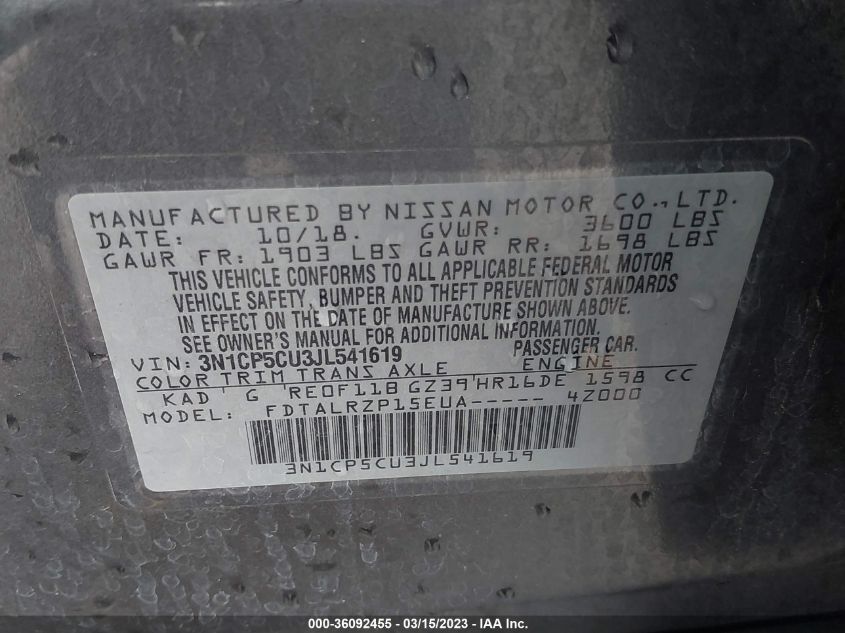 MANUFACTURED BY NISSAN MOTOR CO., LTD.
DATE: 10/18. GVWR: 3600 LBS
GAWR FR: 1903 LBS GAWR RR: 1698 LBS
THIS VEHICLE CONFORMS TO ALL APPLICABLE FEDERAL MOTOR
VEHICLE SAFETY, BUMPER AND THEFT PREVENTION STANDARDS
IN EFFECT ON THE DATE OF MANUFACTURE SHOWN ABOVE.
SEE OWNER'S MANUAL FOR ADDITIONAL INFORMATION.
VIN: 3N1CP5CU3JL541619 PASSENGER CAR.
COLOR TRIM TRANS AXLE ENGINE
KAD G RE0F11B GZ39 HR16DE 1598 CC
MODEL: FDTALRZP15EUA----- 4Z000
3N1CP5CU3JL541619
000-36092455 - 03/15/2023 - IAA Inc.